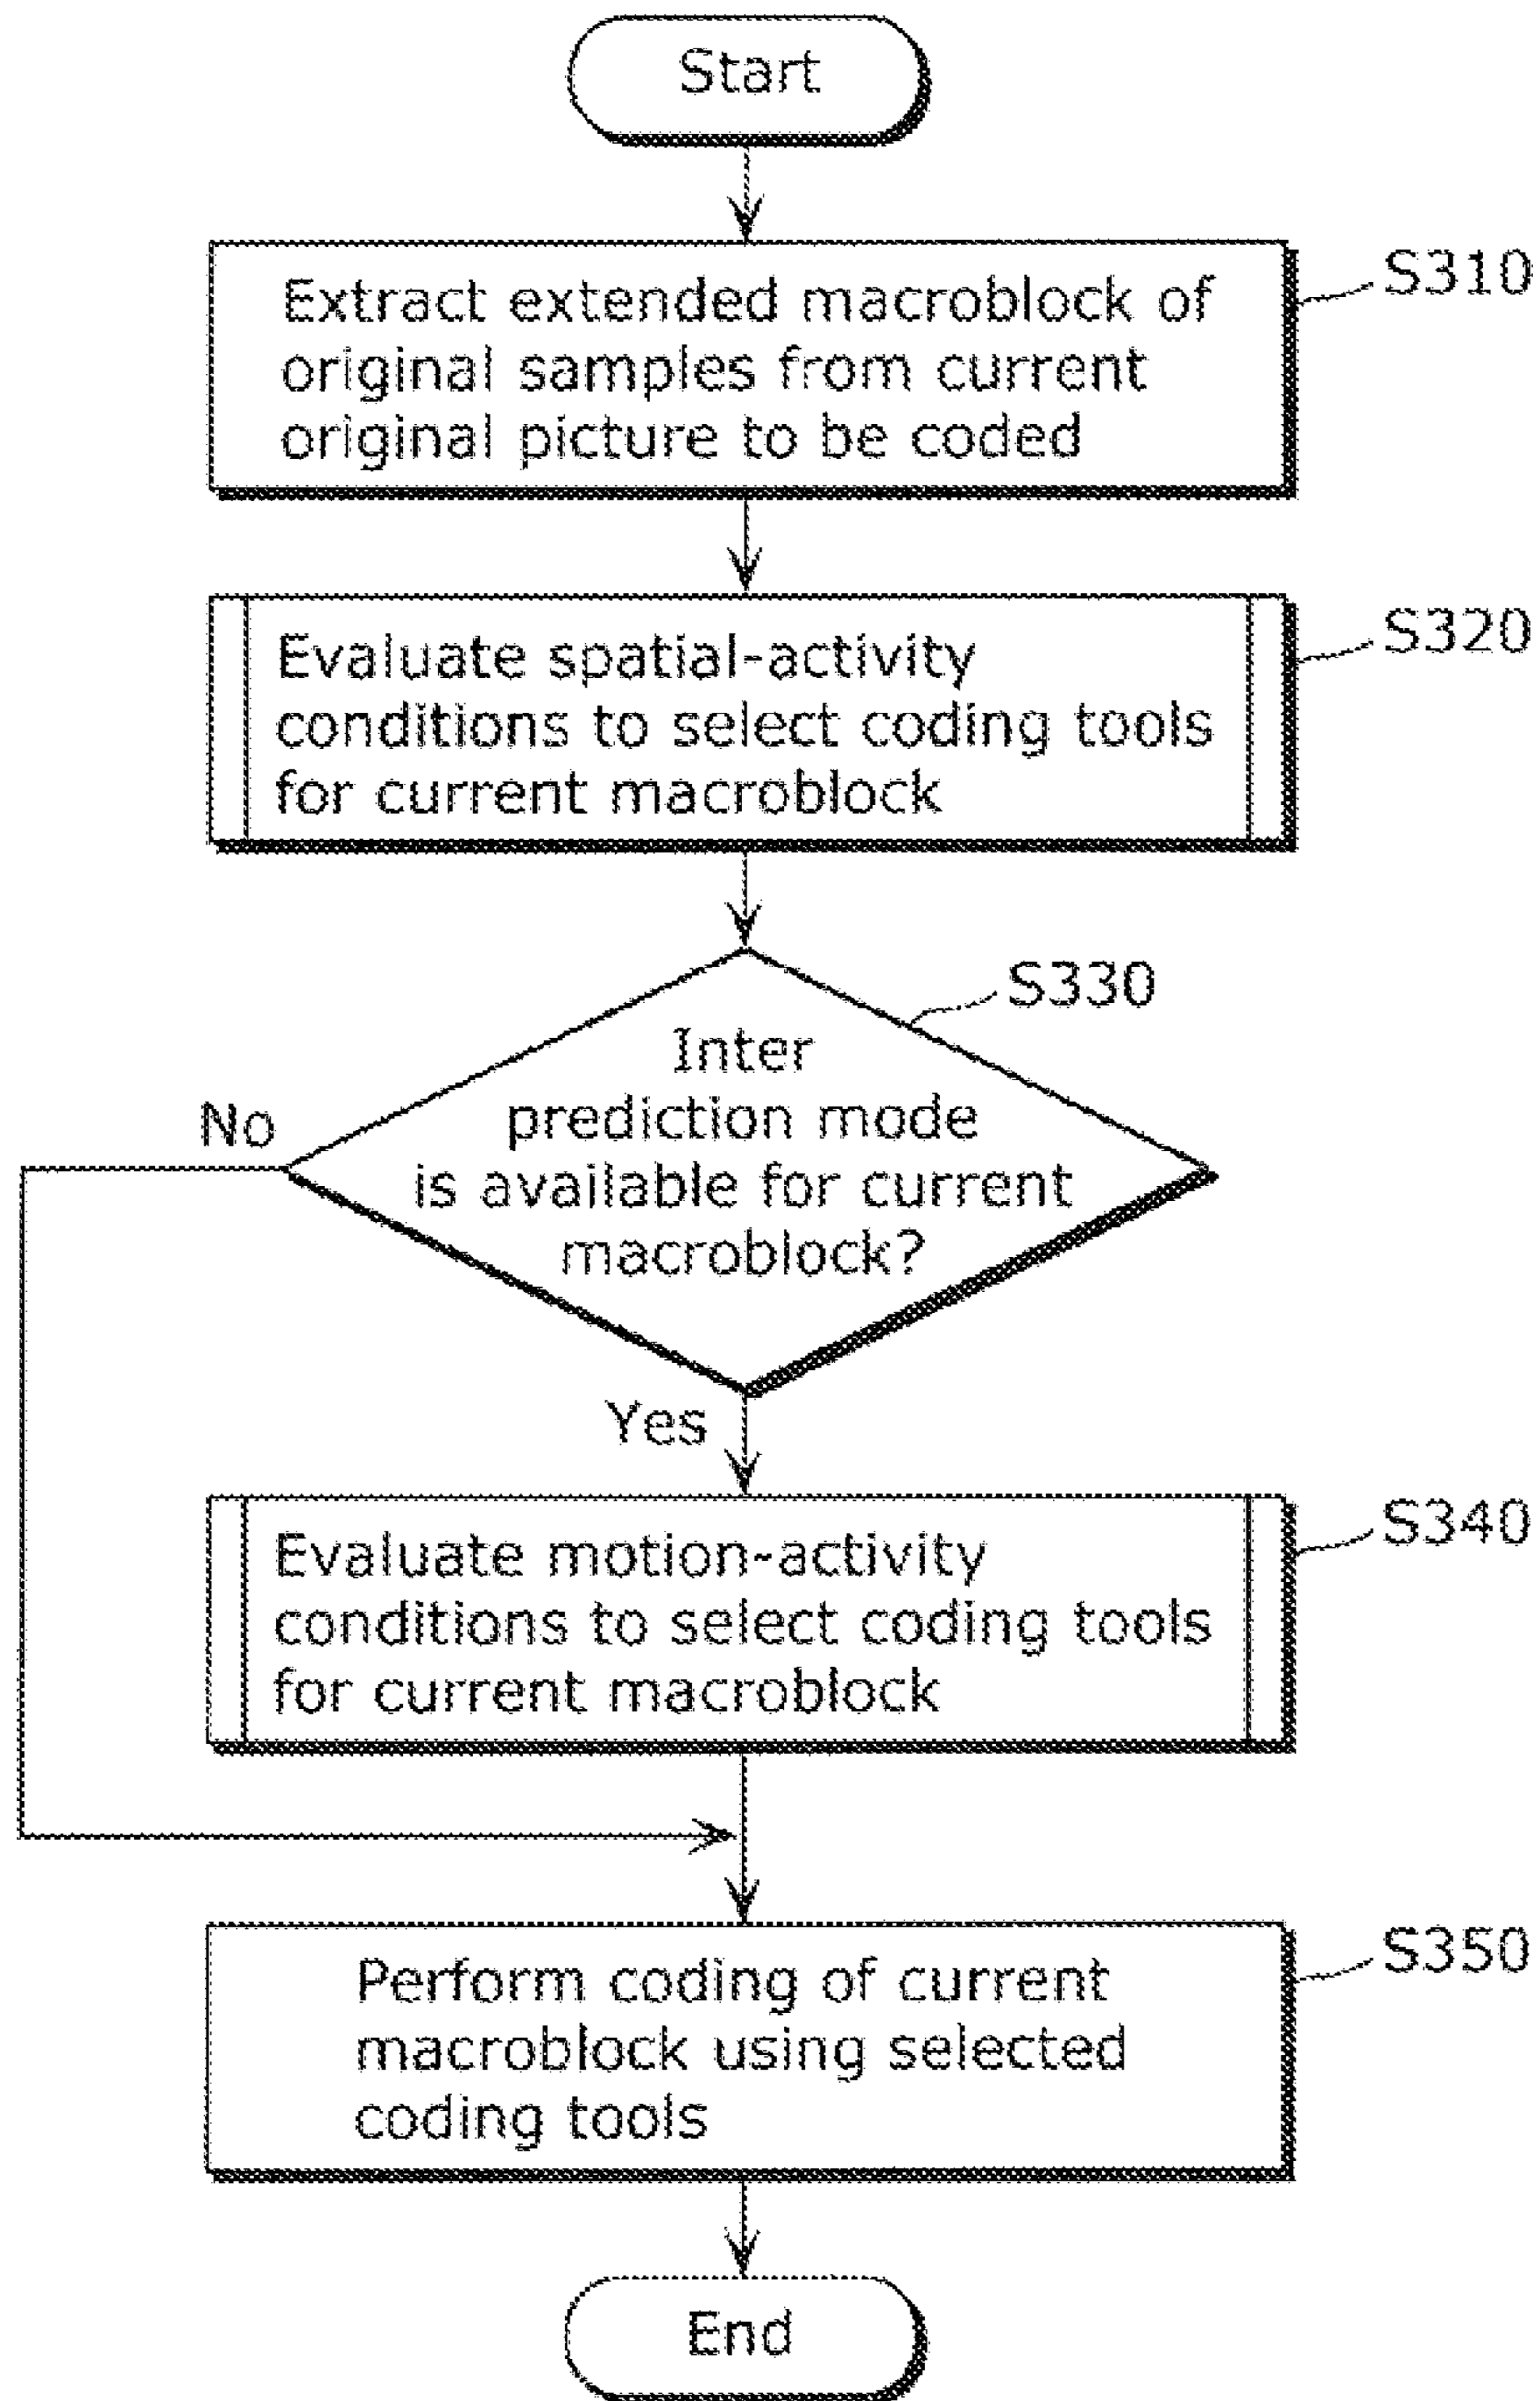 Start
Extract extended macroblock of
original samples from current
original picture to be coded
S310
Evaluate spatial-activity
conditions to select coding tools
for current macroblock
S320
S330
Inter
prediction mode
is available for current
macroblock?
No
Yes
Evaluate motion-activity
conditions to select coding tools
for current macroblock
S340
Perform coding of current
macroblock using selected
coding tools
S350
End